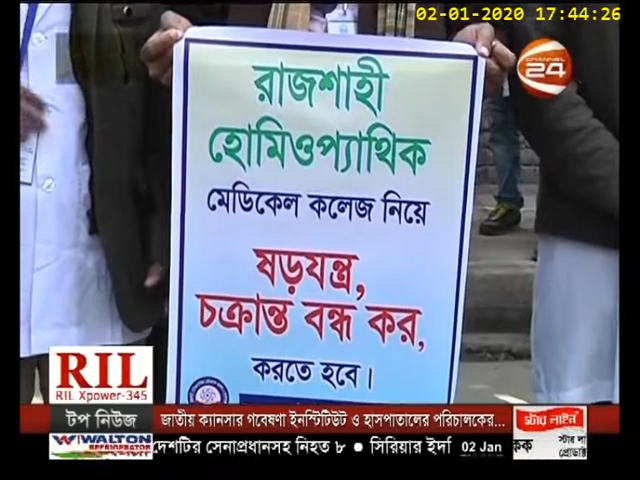 02-01-2020 17:44:26
CHANNEL
24
রাজশাহী
হোমিওপ্যাথিক
মেডিকেল কলেজ নিয়ে
ষড়যন্ত্র,
চক্রান্ত বন্ধ কর,
করতে হবে।
RIL
RIL Xpower-345
টপ নিউজ
জাতীয় ক্যানসার গবেষণা ইনস্টিটিউট ও হাসপাতালের পরিচালকের...
স্টার লাইন
WALTON
REFRIGERATOR
দেশটির সেনাপ্রধানসহ নিহত ৮ • সিরিয়ার ইর্দা
02 Jan